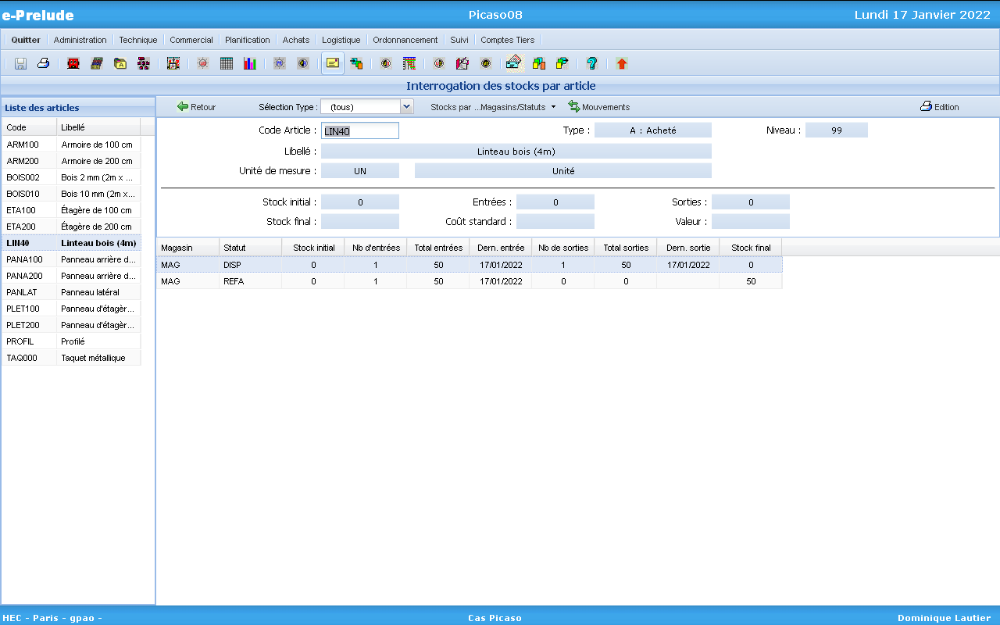 e-Prelude Picaso08 Lundi 17 Janvier 2022
Quitter Administration Technique Commercial Planification Achats Logistique Ordonnancement Suivi Comptes Tiers
Interrogation des stocks par article
Liste des articles
Code Libellé
ARM100 Armoire de 100 cm
ARM200 Armoire de 200 cm
BOIS002 Bois 2 mm (2m x ...
BOIS010 Bois 10 mm (2m x...
ETA100 Étagère de 100 cm
ETA200 Étagère de 200 cm
LIN40 Linteau bois (4m)
PANA100 Panneau arrière d...
PANA200 Panneau arrière d...
PANLAT Panneau latéral
PLET100 Panneau d'étagèr...
PLET200 Panneau d'étagèr...
PROFIL Profilé
TAQ000 Taquet métallique
Retour Sélection Type : (tous) Stocks par ...Magasins/Statuts Mouvements Edition
Code Article : LIN40 Type : A : Acheté Niveau : 99
Libellé : Linteau bois (4m)
Unité de mesure : UN Unité
Stock initial : 0 Entrées : 0 Sorties : 0
Stock final : Coût standard : Valeur :
Magasin Statut Stock initial Nb d'entrées Total entrées Dern. entrée Nb de sorties Total sorties Dern. sortie Stock final
MAG DISP 0 1 50 17/01/2022 1 50 17/01/2022 0
MAG REFA 0 1 50 17/01/2022 0 0 50
HEC - Paris - gpao - Cas Picaso Dominique Lautier